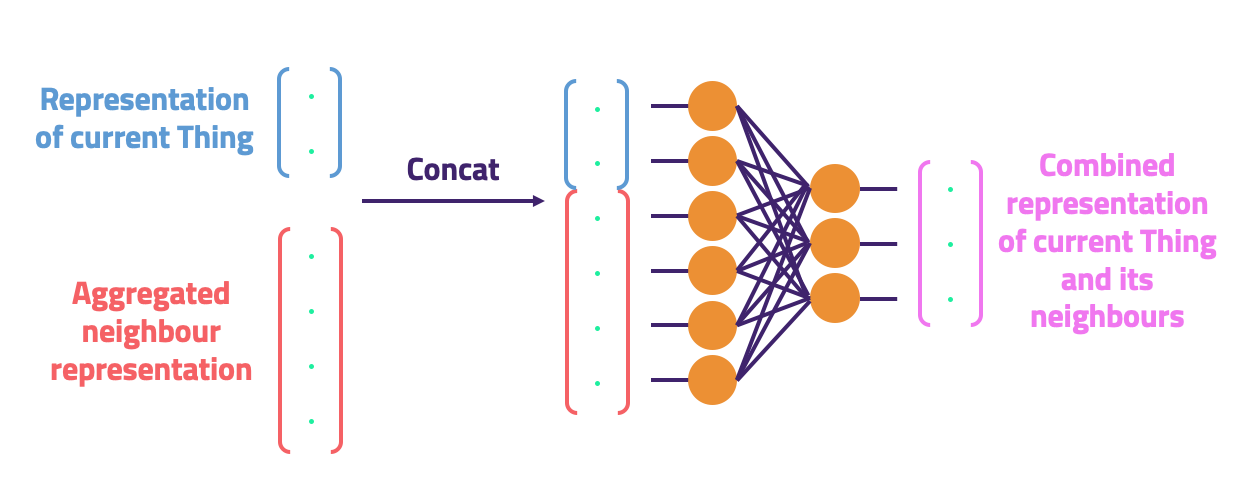 Representation
of current Thing
Aggregated
neighbour
representation
Concat
Combined
representation
of current Thing
and its
neighbours